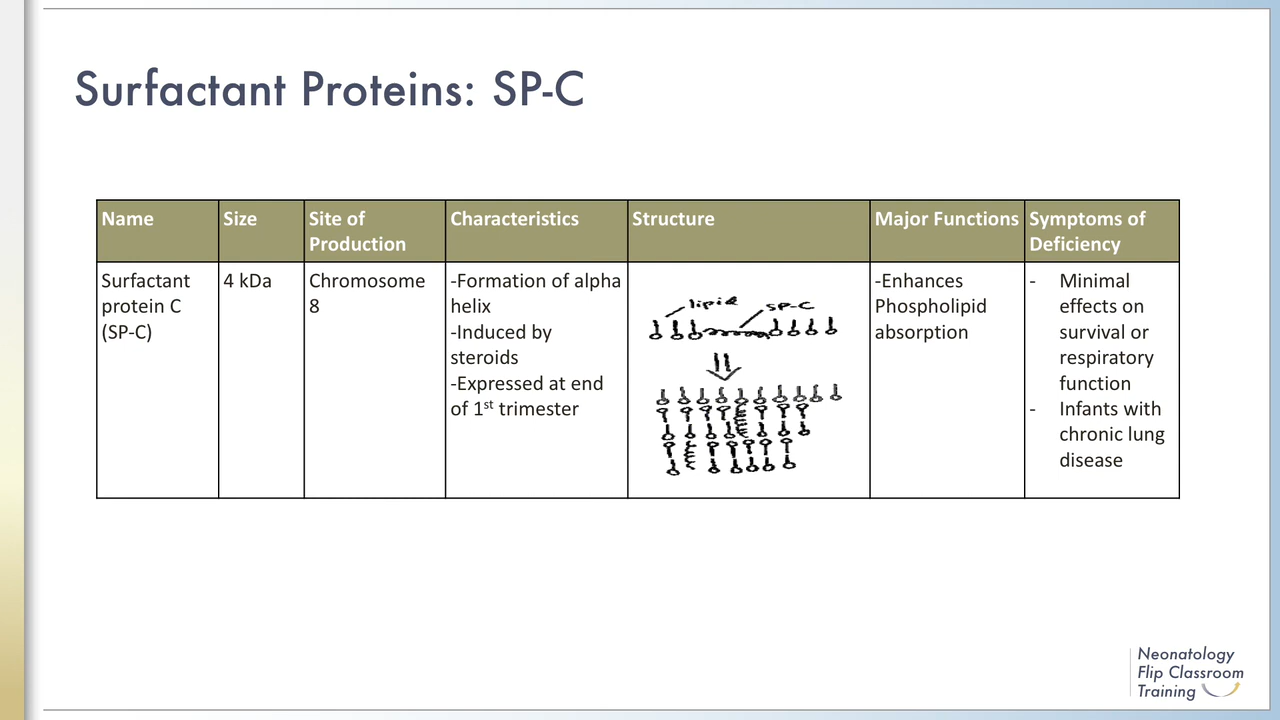 Surfactant Proteins: SP-C
Name
Size
Site of
Production
Characteristics
Structure
Major Functions
Symptoms of
Deficiency
Surfactant
protein C
(SP-C)
4 kDa
Chromosome
8
-Formation of alpha
helix
-Induced by
steroids
-Expressed at end
of 1st trimester
lipid
SP-C
-Enhances
Phospholipid
absorption
- Minimal
effects on
survival or
respiratory
function
- Infants with
chronic lung
disease
Neonatology
Flip Classroom
Training